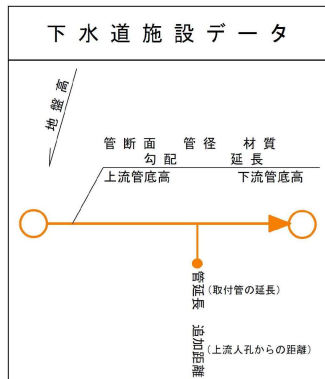 下水道施設データ
地盤高
管断面 管径 材質
勾配 延長
上流管底高 下流管底高
管延長 (取付管の延長)
追加距離 (上流人孔からの距離)